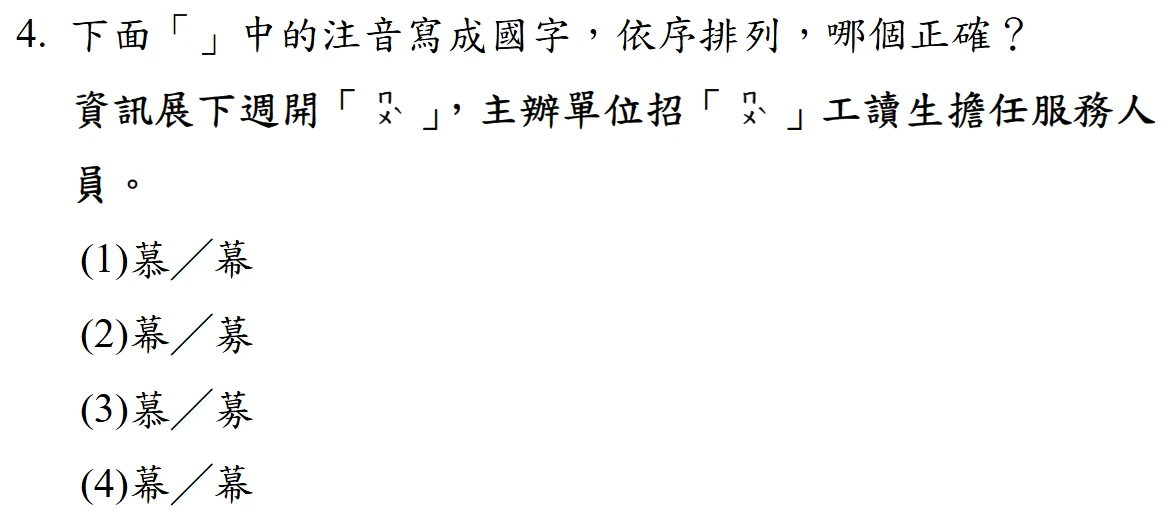 4. 下面「」中的注音寫成國字，依序排列，哪個正確？
資訊展下週開「ㄇㄨˋ」，主辦單位招「ㄇㄨˋ」工讀生擔任服務人
員。
(1)慕╱幕
(2)幕╱募
(3)慕╱募
(4)幕╱幕